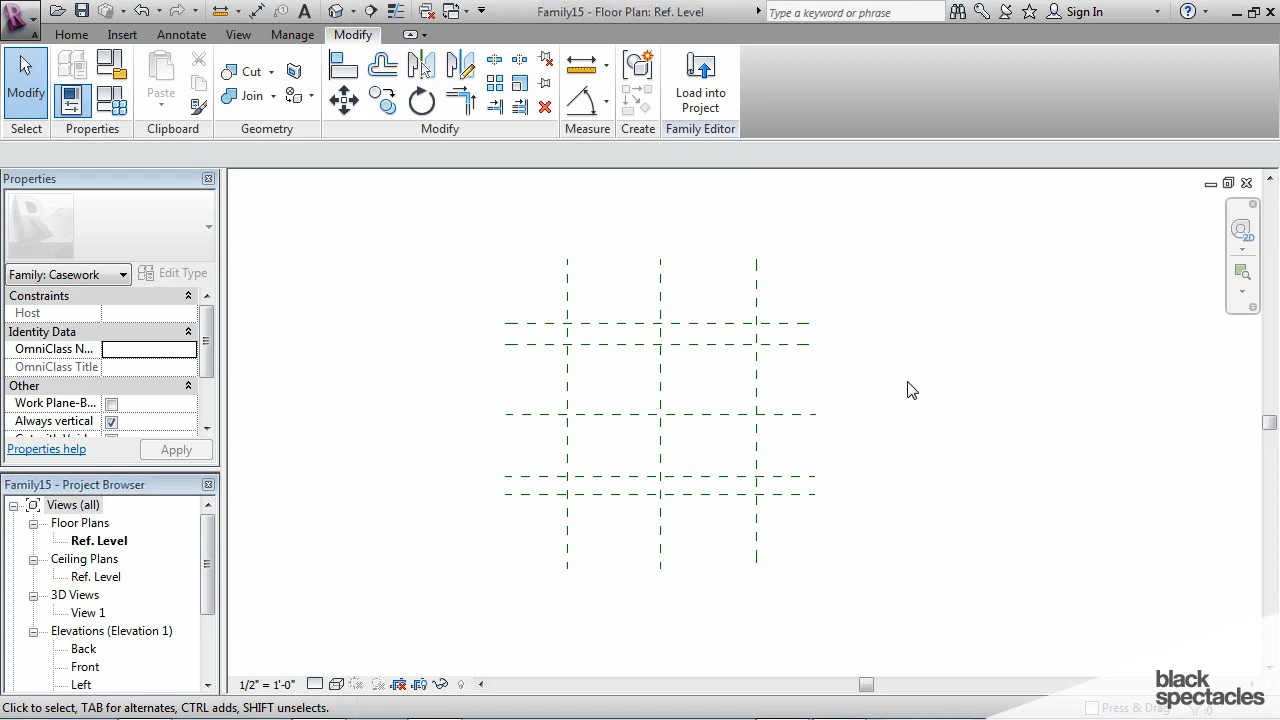 Family15 - Floor Plan: Ref. Level
Type a keyword or phrase
Sign In
Home Insert Annotate View Manage Modify
Modify
Paste
Cut
Join
Load into
Project
Select Properties Clipboard Geometry Modify Measure Create Family Editor
Properties
Family: Casework
Edit Type
Constraints
Host
Identity Data
OmniClass N...
OmniClass Title
Other
Work Plane-B...
Always vertical
Properties help
Apply
Family15 - Project Browser
Views (all)
Floor Plans
Ref. Level
Ceiling Plans
Ref. Level
3D Views
View 1
Elevations (Elevation 1)
Back
Front
Left
2D
1/2" = 1'-0"
Click to select, TAB for alternates, CTRL adds, SHIFT unselects.
Press & Drag
:0
black
spectacles